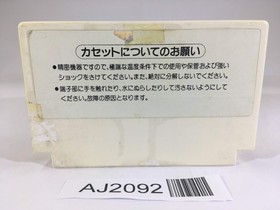 カセットについてのお願い
●精密機器ですので、極端な温度条件下での使用や保管および強い
ショックをさけてください。また、絶対に分解しないでください。
●端子部に手を触れたり、水にぬらしたりして汚さないようにして
ください。故障の原因となります。
AJ2092